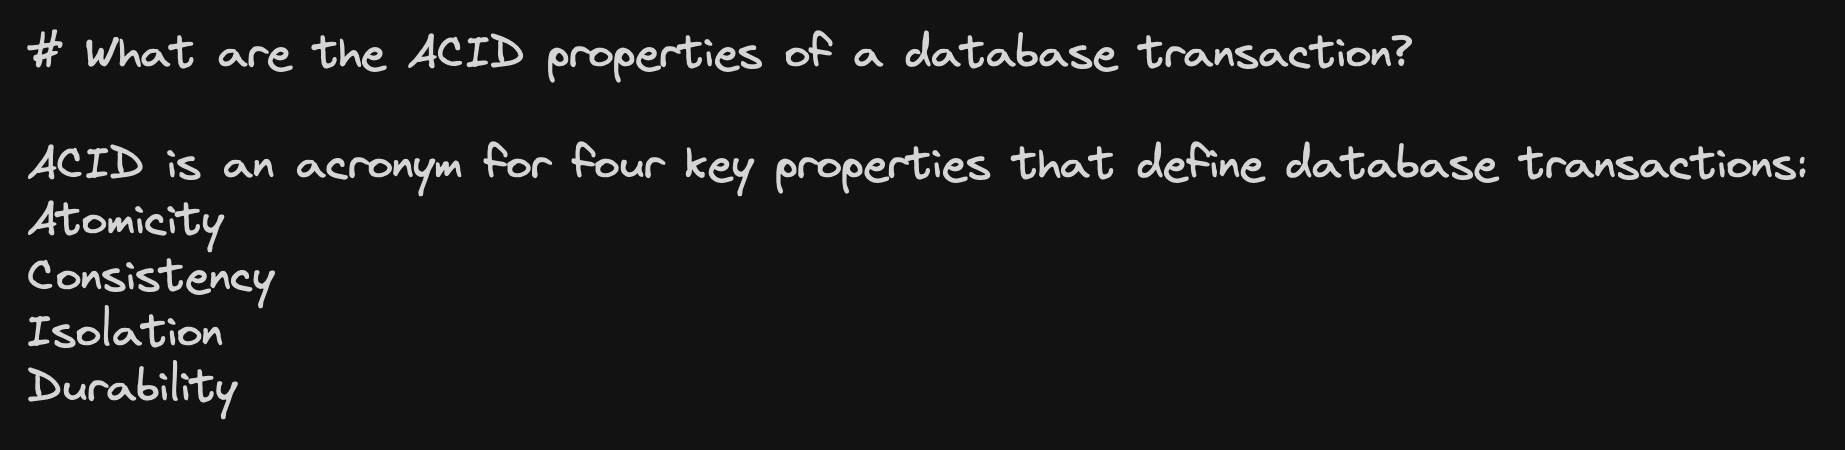 # What are the ACID properties of a database transaction?
ACID is an acronym for four key properties that define database transactions:
Atomicity
Consistency
Isolation
Durability